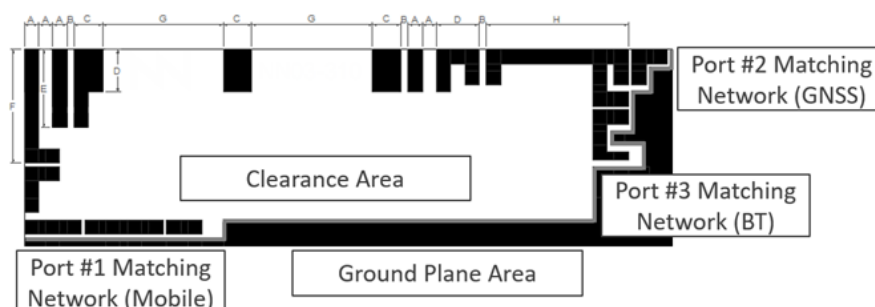 A A A B C G C G C B A A D B H
D
E
F
Port #2 Matching
Network (GNSS)
Clearance Area
Port #3 Matching
Network (BT)
Port #1 Matching
Network (Mobile)
Ground Plane Area